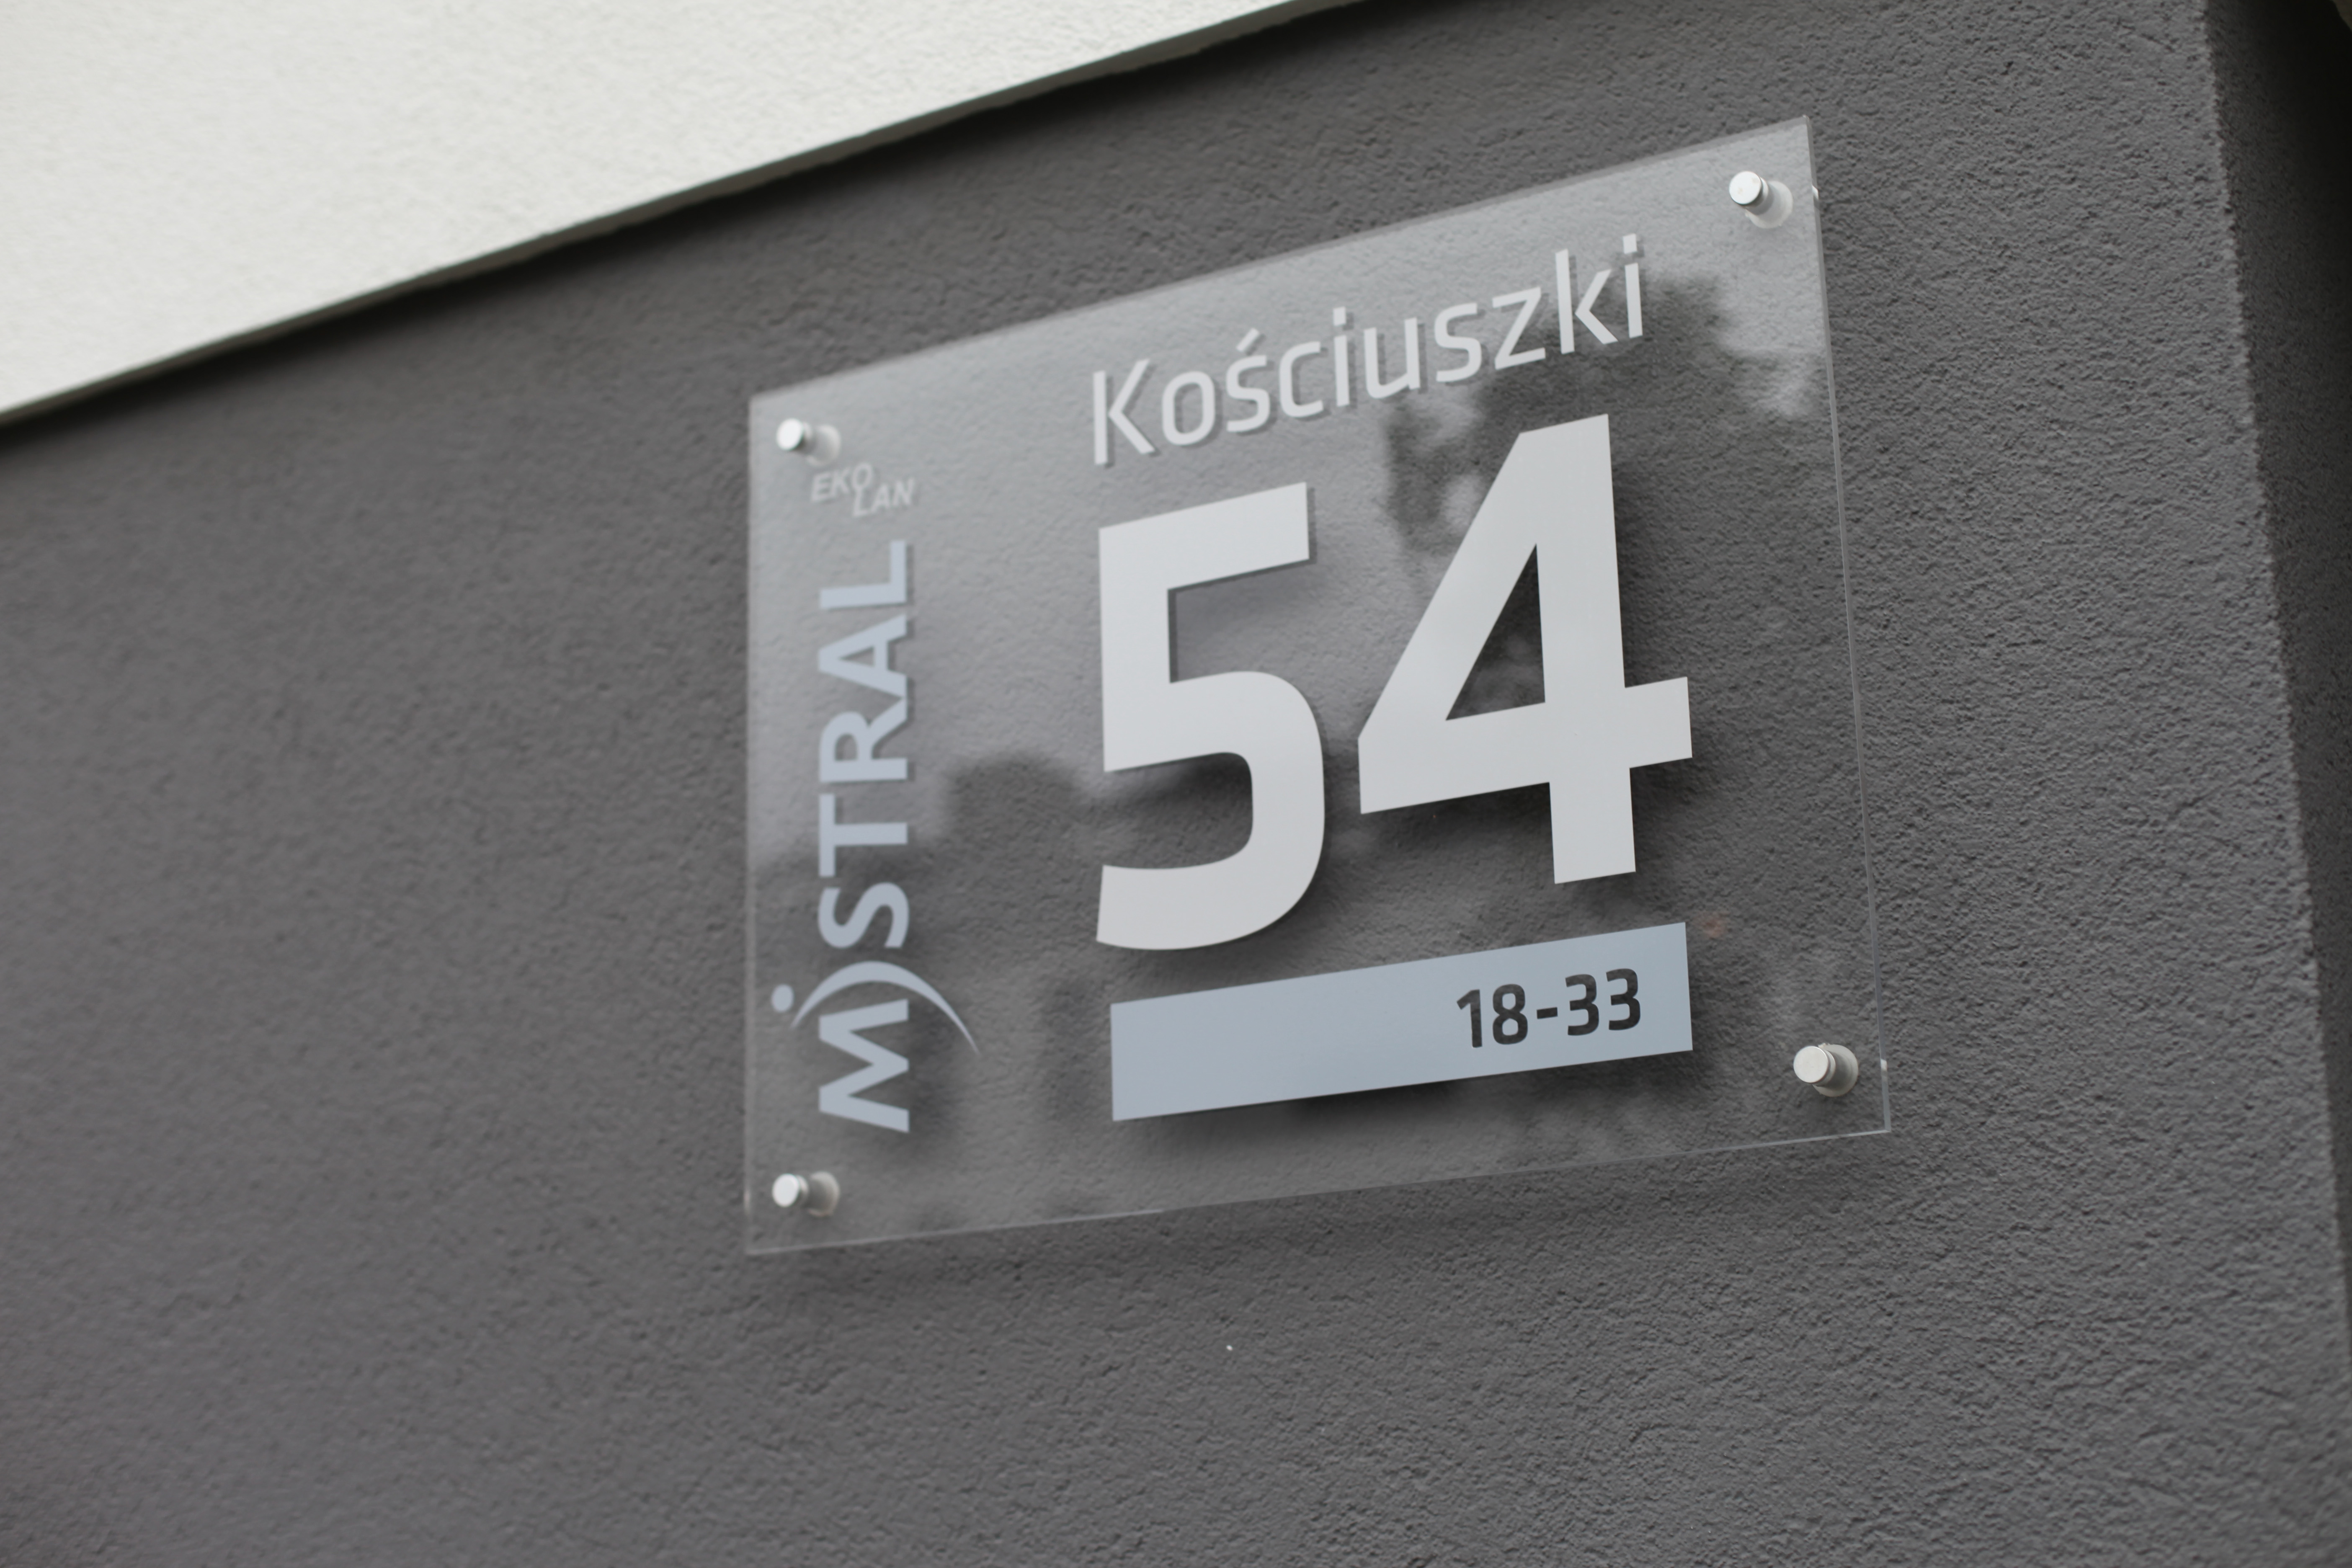 Kościuszki
54
18-33
EKO
LAN
MISTRAL